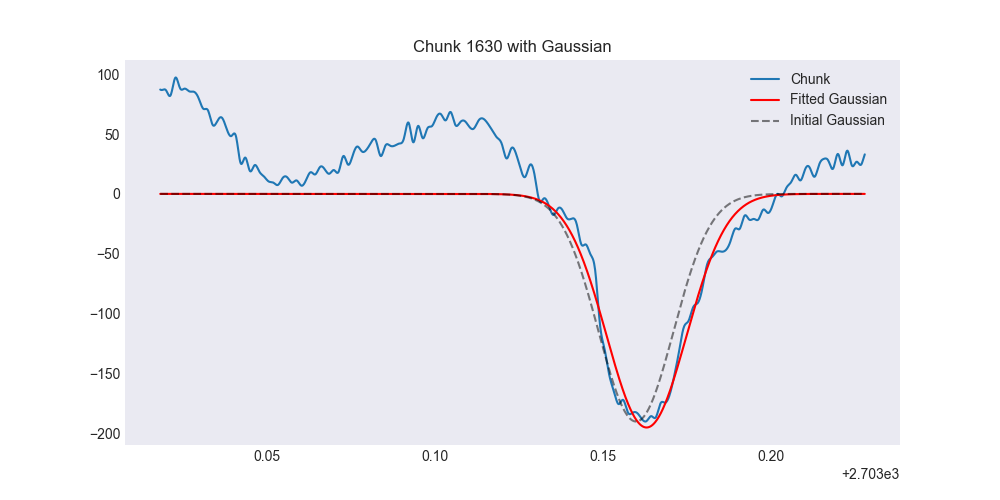 Chunk 1630 with Gaussian
Chunk
Fitted Gaussian
Initial Gaussian
100
50
0
−50
−100
−150
−200
0.05
0.10
0.15
0.20
+2.703e3